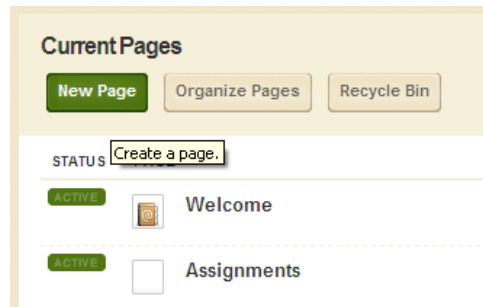 Current Pages
New Page Organize Pages Recycle Bin
Create a page.
STATUS
ACTIVE Welcome
ACTIVE Assignments